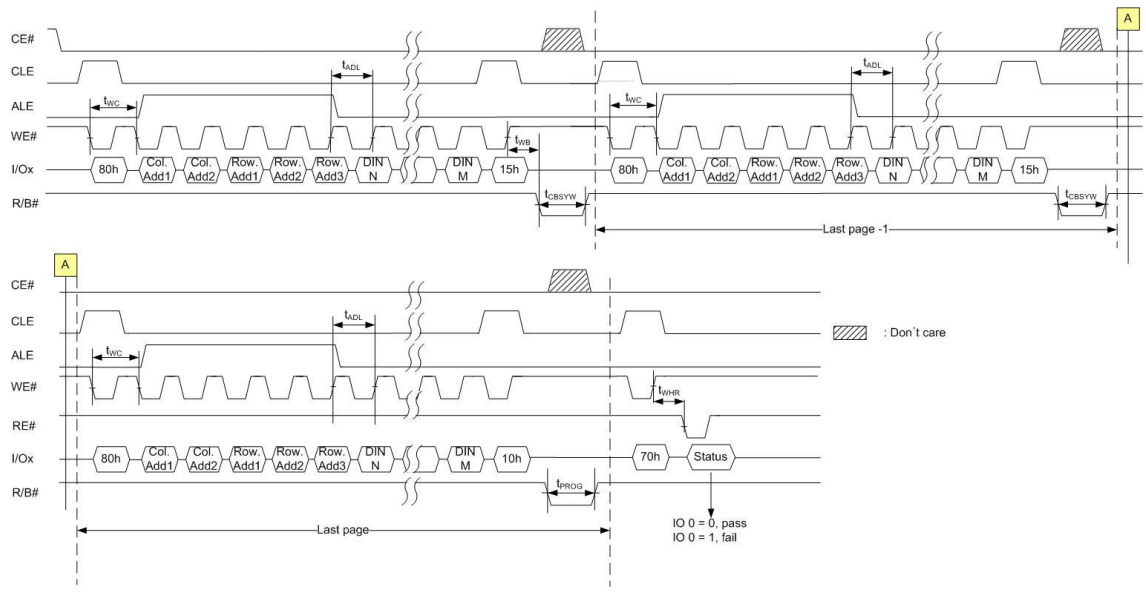 A
CE#
CLE
tADL tADL
ALE
tWC tWC
WE#
tWB
I/Ox 80h Col. Add1 Col. Add2 Row. Add1 Row. Add2 Row. Add3 DIN N DIN M 15h 80h Col. Add1 Col. Add2 Row. Add1 Row. Add2 Row. Add3 DIN N DIN M 15h
R/B# tCBSYW tCBSYW
Last page -1
A
CE#
CLE
tADL
: Don't care
ALE
tWC
WE#
tWHR
RE#
I/Ox 80h Col. Add1 Col. Add2 Row. Add1 Row. Add2 Row. Add3 DIN N DIN M 10h 70h Status
R/B# tPROG
IO 0 = 0, pass
IO 0 = 1, fail
Last page